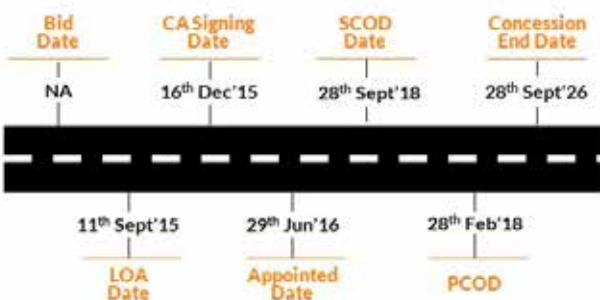 Bid
Date
CA Signing
Date
SCOD
Date
Concession
End Date
NA
16th Dec'15
28th Sept'18
28th Sept'26
11th Sept'15
29th Jun'16
28th Feb'18
LOA
Date
Appointed
Date
PCOD